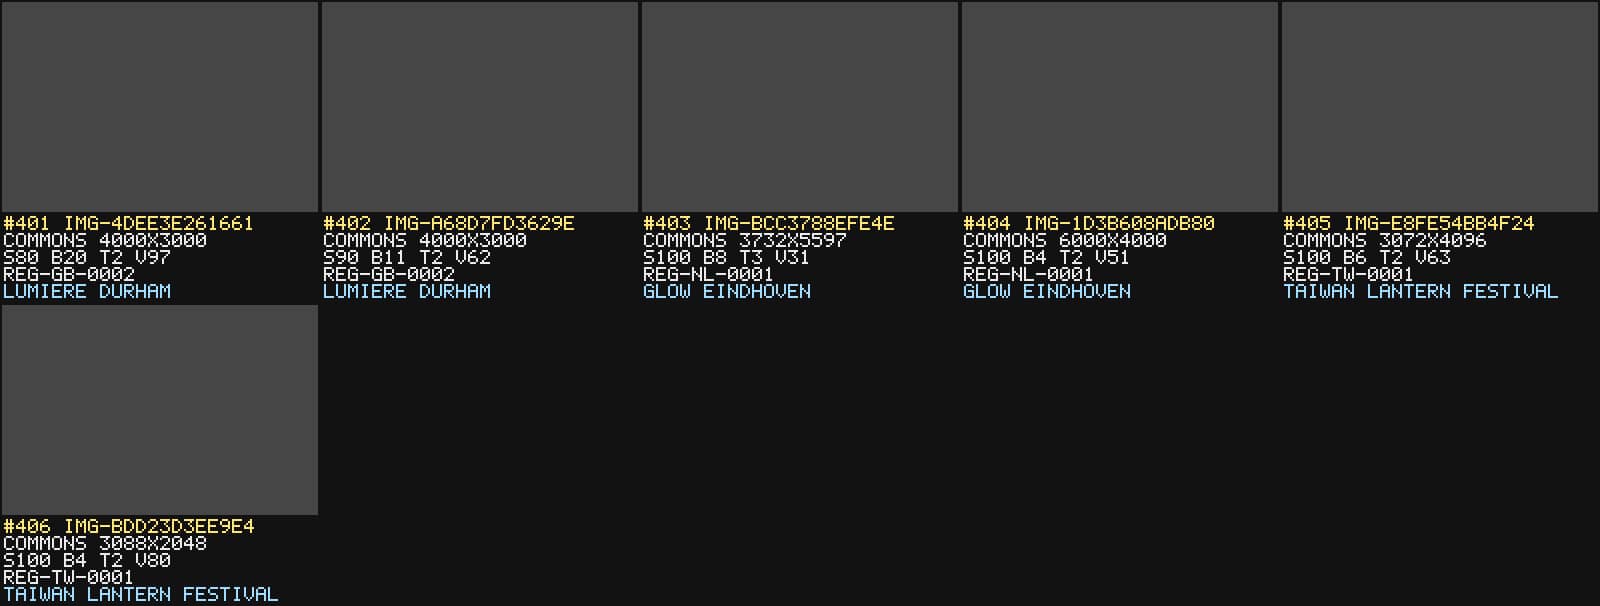 #401 IMG-4DEE3E261661
COMMONS 4000X3000
S80 B20 T2 V97
REG-GB-0002
LUMIERE DURHAM
#402 IMG-A68D7FD3629E
COMMONS 4000X3000
S90 B11 T2 V62
REG-GB-0002
LUMIERE DURHAM
#403 IMG-BCC3788EFE4E
COMMONS 3732X5597
S100 B8 T3 V31
REG-NL-0001
GLOW EINDHOVEN
#404 IMG-1D3B608ADB80
COMMONS 6000X4000
S100 B4 T2 V51
REG-NL-0001
GLOW EINDHOVEN
#405 IMG-E8FE54BB4F24
COMMONS 3072X4096
S100 B6 T2 V63
REG-TW-0001
TAIWAN LANTERN FESTIVAL
#406 IMG-BDD23D3EE9E4
COMMONS 3088X2048
S100 B4 T2 V80
REG-TW-0001
TAIWAN LANTERN FESTIVAL